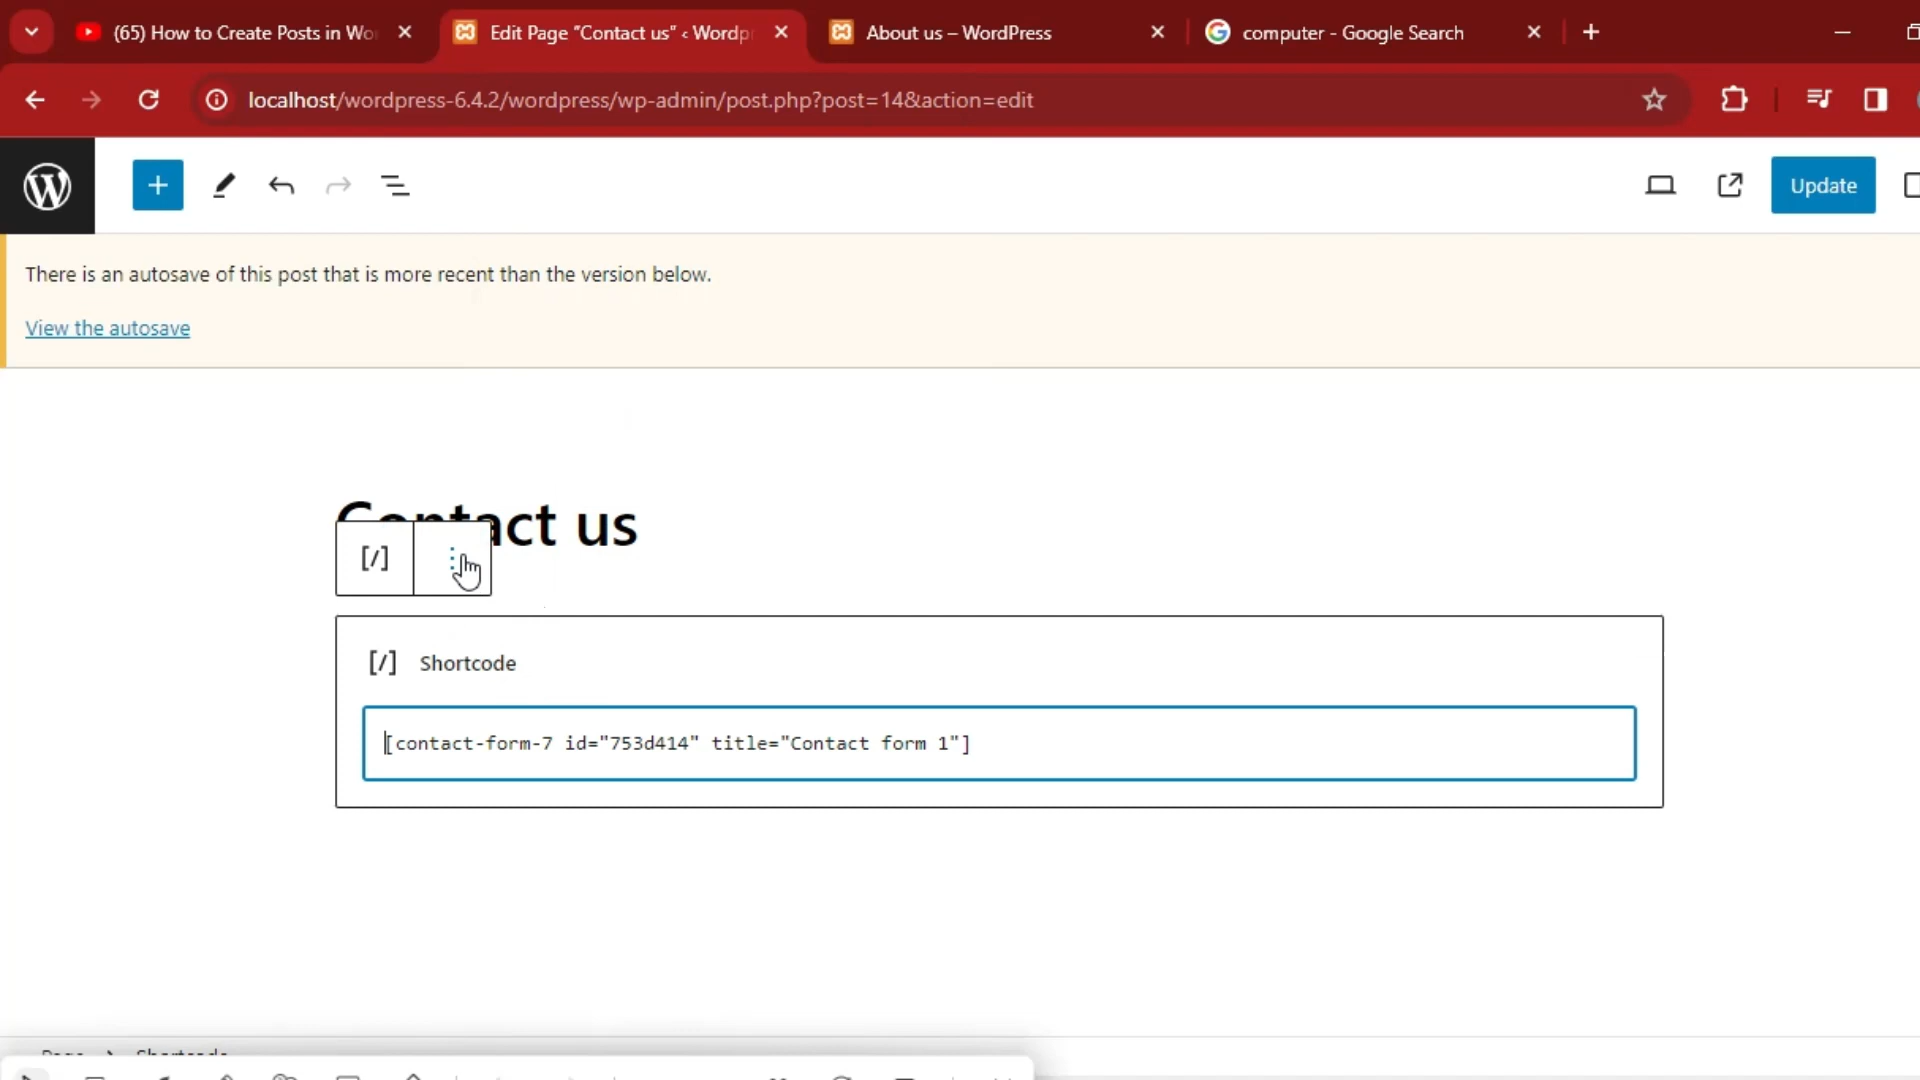 (65) How to Create Posts in Wo
Edit Page “Contact us” ‹ Wordp
About us – WordPress
computer - Google Search
localhost/wordpress-6.4.2/wordpress/wp-admin/post.php?post=14&action=edit
Update
There is an autosave of this post that is more recent than the version below.
View the autosave
Contact us
[/]
[/] Shortcode
[contact-form-7 id="753d414" title="Contact form 1"]
Page > Shortcode